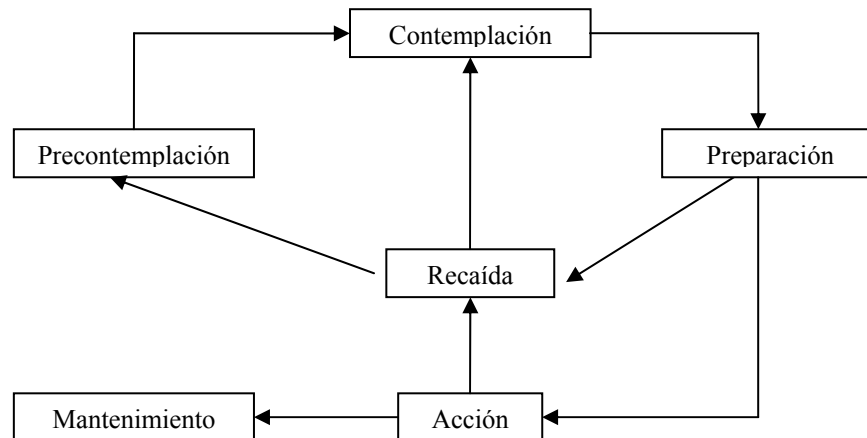 Contemplación
Precontemplación
Preparación
Recaída
Mantenimiento
Acción